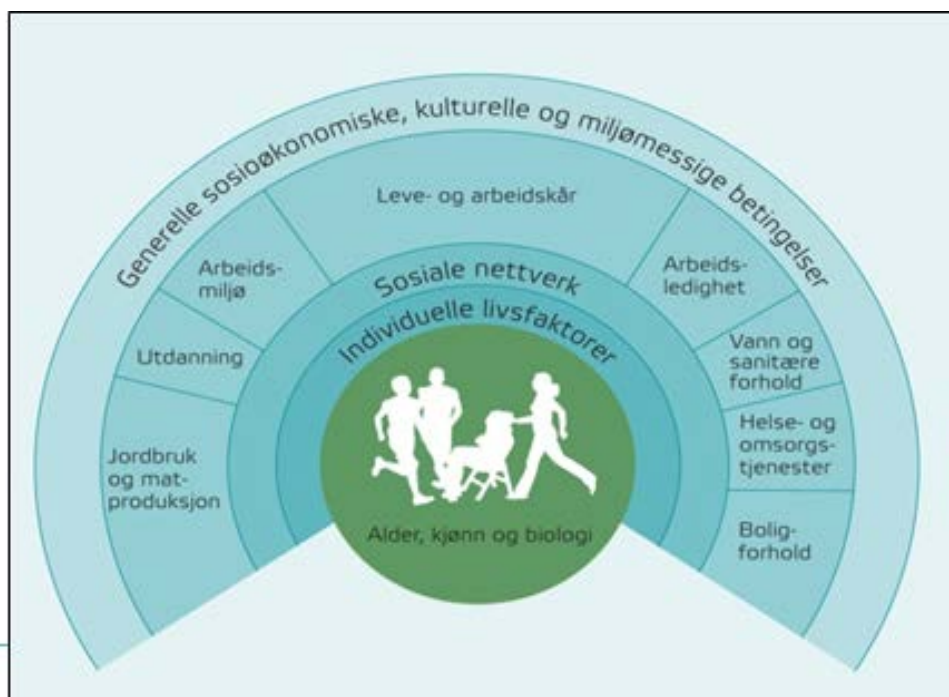 Generelle sosioøkonomiske, kulturelle og miljømessige betingelser
Leve- og arbeidskår
Arbeids-
miljø
Utdanning
Jordbruk
og mat-
produksjon
Arbeids-
ledighet
Vann og
sanitære
forhold
Helse- og
omsorgs-
tjenester
Bolig-
forhold
Sosiale nettverk
Individuelle livsfaktorer
Alder, kjønn og biologi